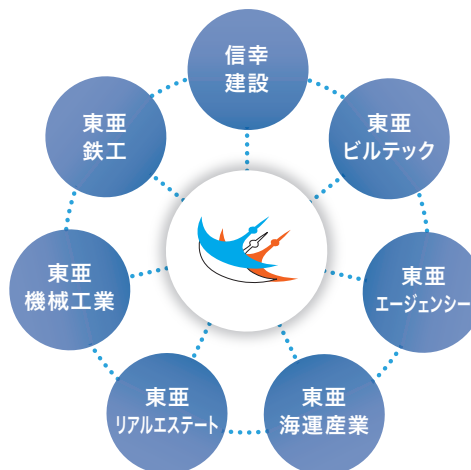 信幸
建設
東亜
ビルテック
東亜
エージェンシー
東亜
海運産業
東亜
リアルエステート
東亜
機械工業
東亜
鉄工